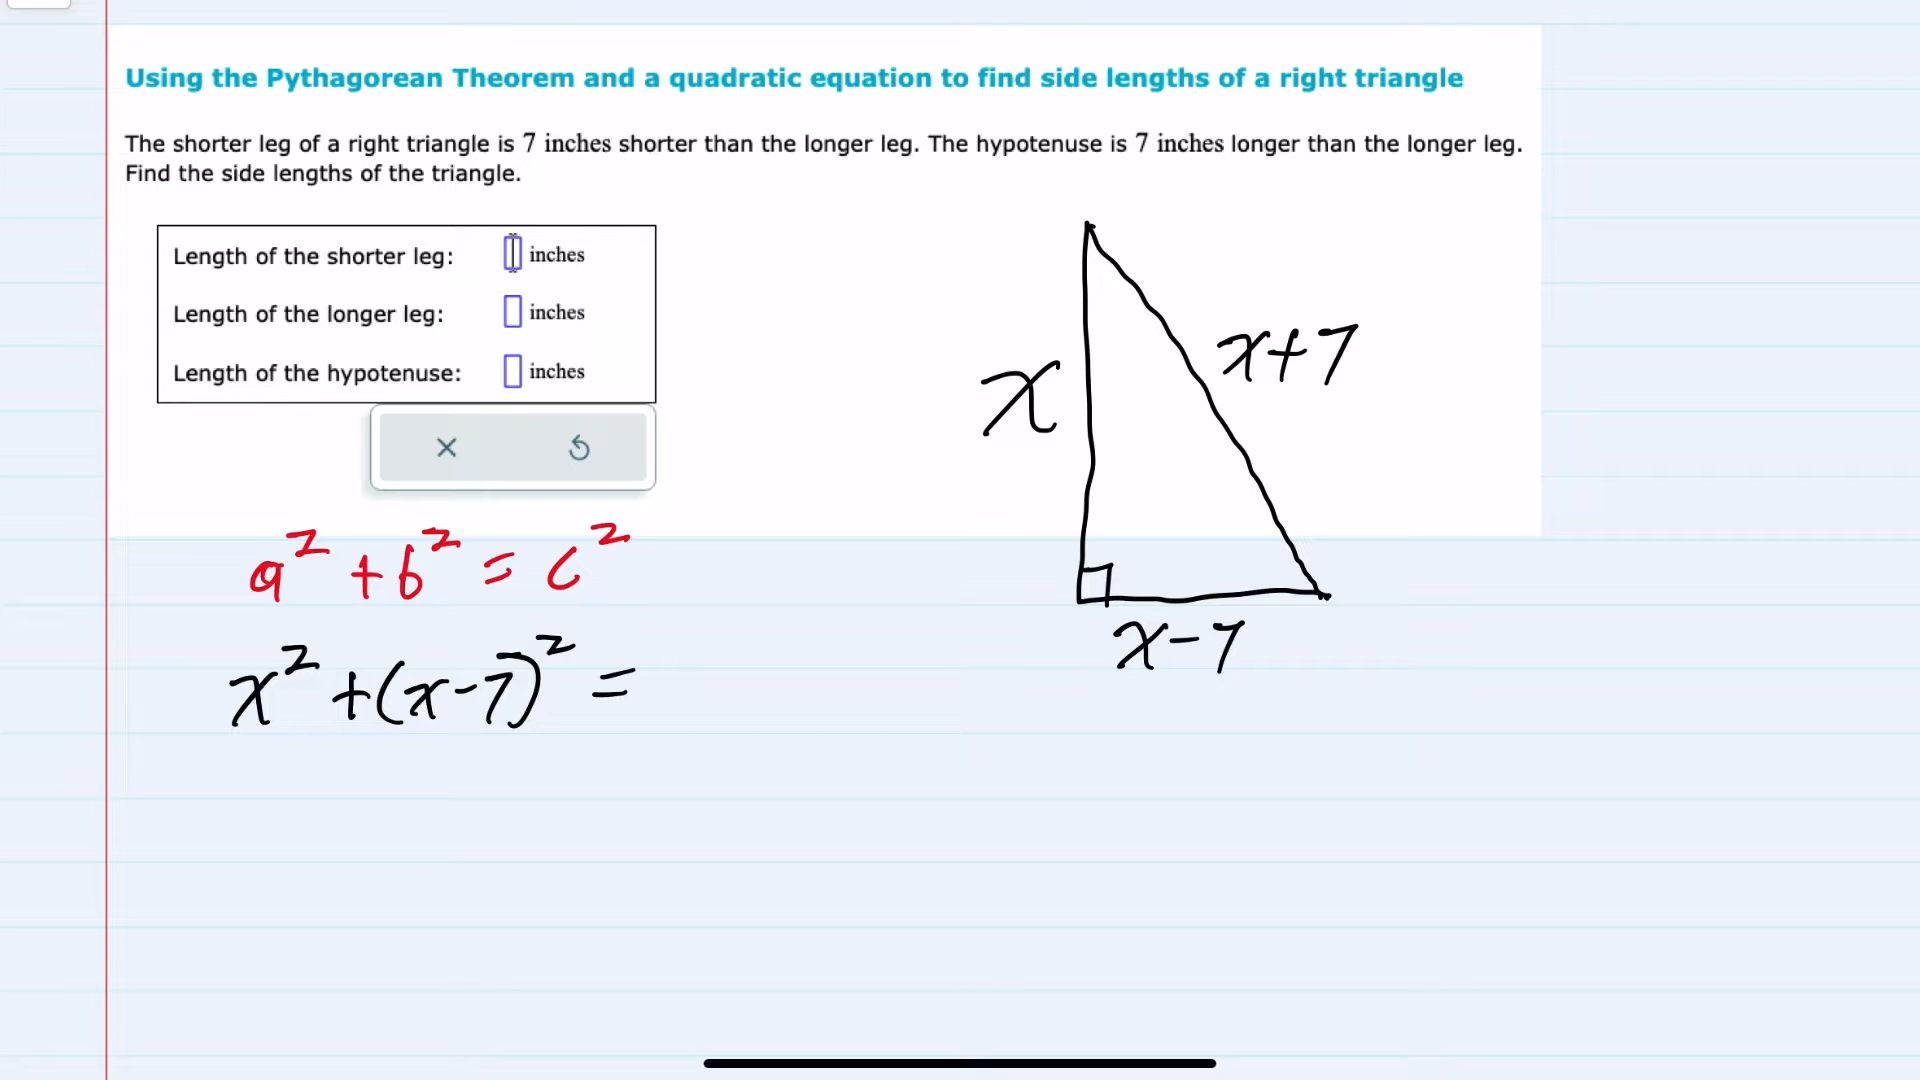 Using the Pythagorean Theorem and a quadratic equation to find side lengths of a right triangle
The shorter leg of a right triangle is 7 inches shorter than the longer leg. The hypotenuse is 7 inches longer than the longer leg.
Find the side lengths of the triangle.
Length of the shorter leg: inches
Length of the longer leg: inches
Length of the hypotenuse: inches
x
x+7
x-7
a² + b² = c²
x² + (x-7)² =